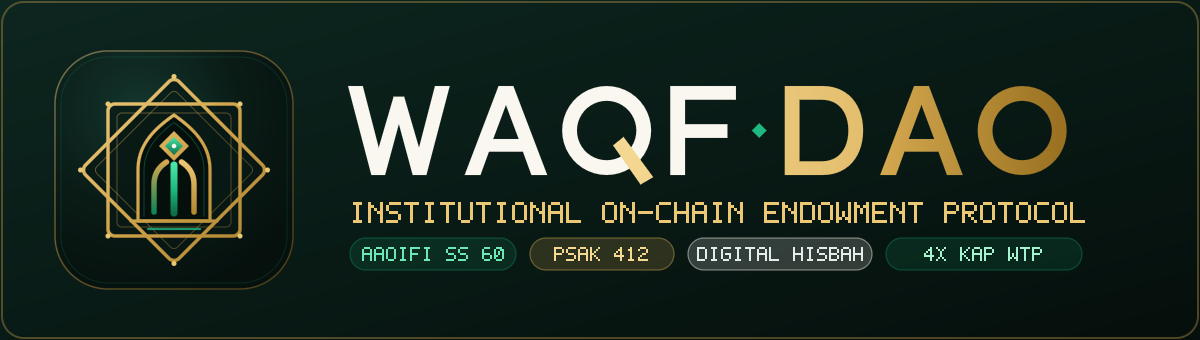 WAQF·DAO
INSTITUTIONAL ON-CHAIN ENDOWMENT PROTOCOL
AAOIFI SS 60 PSAK 412 DIGITAL HISBAH 4X KAP WTP